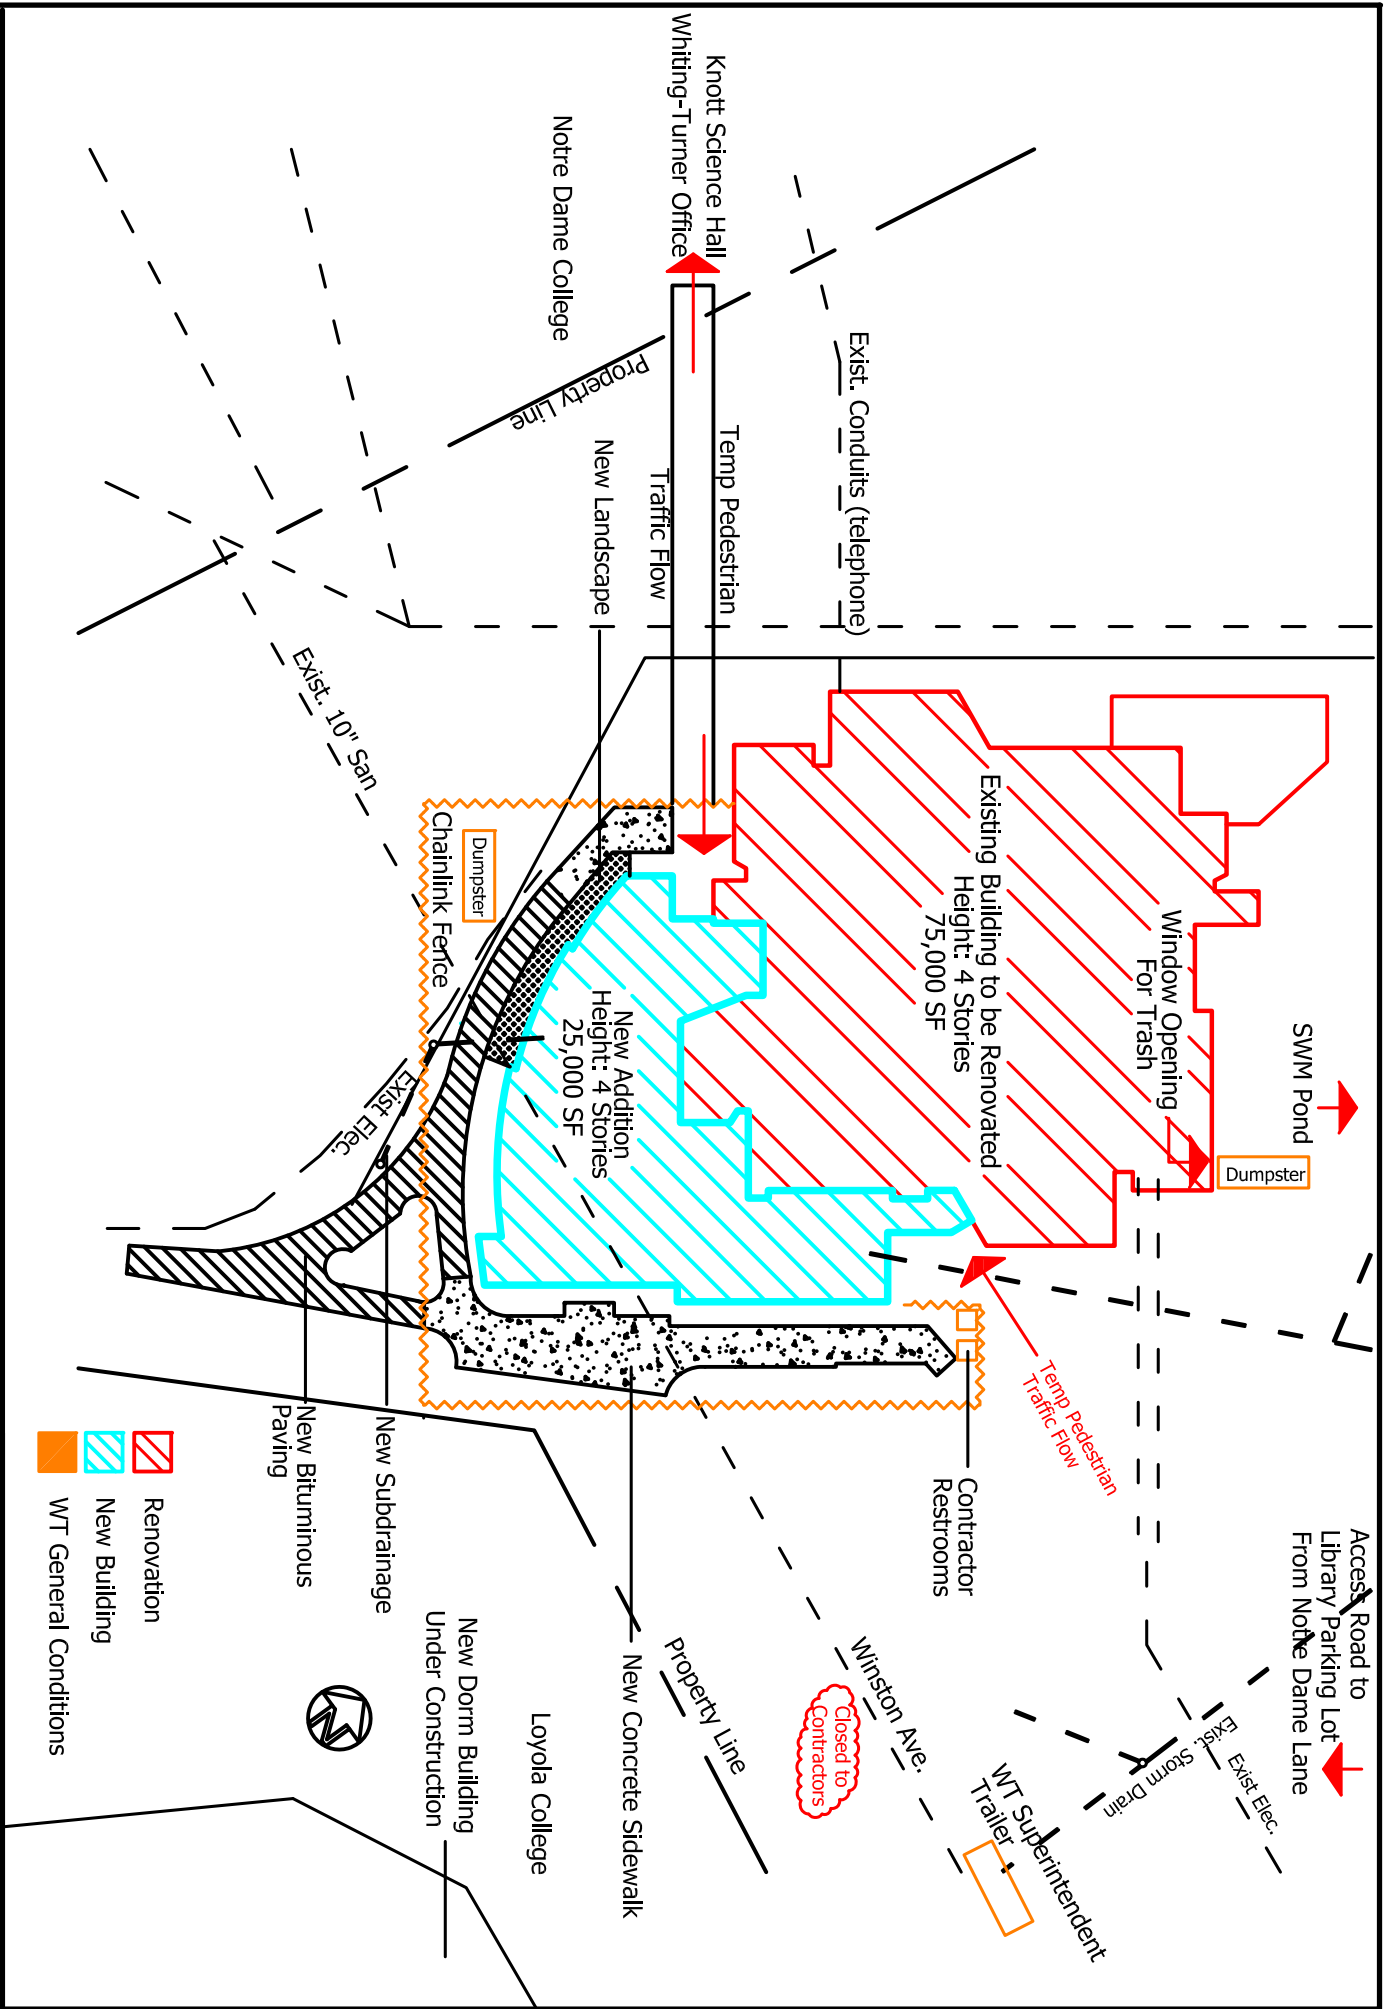 Knott Science Hall
Whiting-Turner Office
Notre Dame College
Property Line
Exist. Conduits (telephone)
Temp Pedestrian
Traffic Flow
New Landscape
Exist. 10" San
Chainlink Fence
Dumpster
Existing Building to be Renovated
Height: 4 Stories
75,000 SF
Window Opening
For Trash
SWM Pond
Dumpster
New Addition
Height: 4 Stories
25,000 SF
Exist Elec.
Temp Pedestrian
Traffic Flow
Contractor
Restrooms
Access Road to
Library Parking Lot
From Notre Dame Lane
Exist. Storm Drain
Exist Elec.
WT Superintendent
Trailer
Winston Ave.
Closed to
Contractors
Property Line
New Concrete Sidewalk
Loyola College
New Dorm Building
Under Construction
New Subdrainage
New Bituminous
Paving
Renovation
New Building
WT General Conditions
N